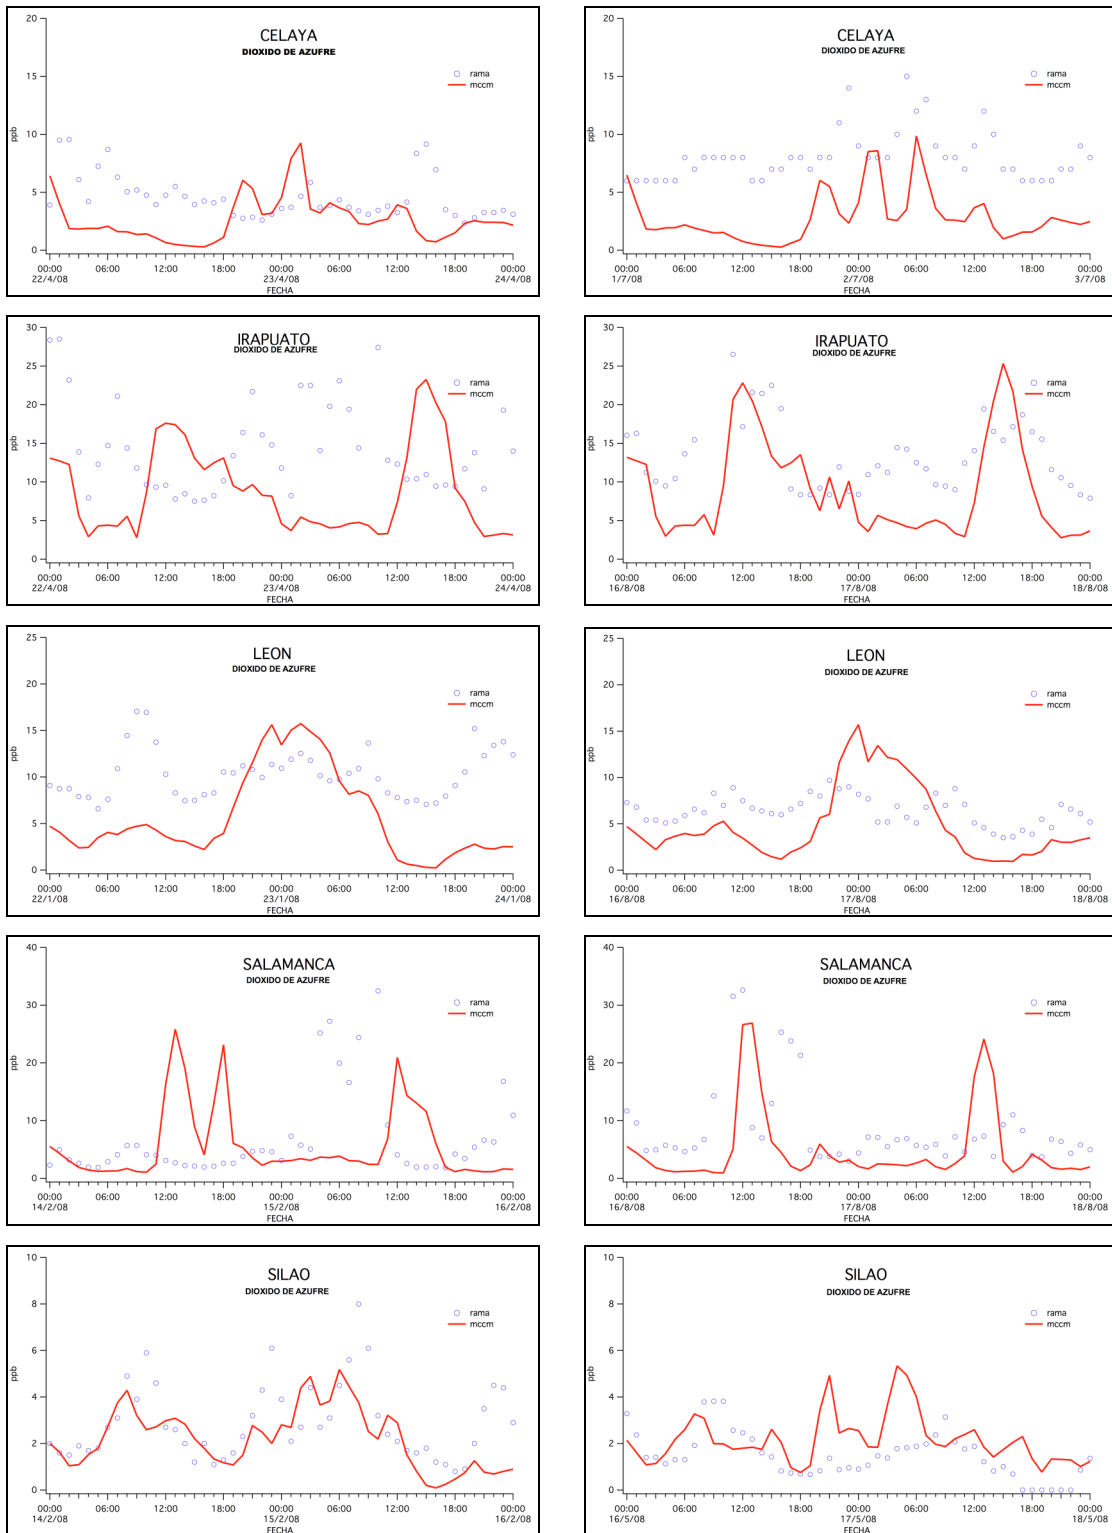 20
CELAYA
DIOXIDO DE AZUFRE
15
rama
mccm
ppb
10
5
0
00:00 06:00 12:00 18:00 00:00 06:00 12:00 18:00 00:00
22/4/08 23/4/08 24/4/08
FECHA
20
CELAYA
DIOXIDO DE AZUFRE
15
rama
mccm
ppb
10
5
0
00:00 06:00 12:00 18:00 00:00 06:00 12:00 18:00 00:00
1/7/08 2/7/08 3/7/08
FECHA
30
IRAPUATO
DIOXIDO DE AZUFRE
25
rama
mccm
20
ppb
15
10
5
0
00:00 06:00 12:00 18:00 00:00 06:00 12:00 18:00 00:00
22/4/08 23/4/08 24/4/08
FECHA
30
IRAPUATO
DIOXIDO DE AZUFRE
25
rama
mccm
20
ppb
15
10
5
0
00:00 06:00 12:00 18:00 00:00 06:00 12:00 18:00 00:00
16/8/08 17/8/08 18/8/08
FECHA
25
LEON
DIOXIDO DE AZUFRE
20
rama
mccm
15
ppb
10
5
0
00:00 06:00 12:00 18:00 00:00 06:00 12:00 18:00 00:00
22/1/08 23/1/08 24/1/08
FECHA
25
LEON
DIOXIDO DE AZUFRE
20
rama
mccm
15
ppb
10
5
0
00:00 06:00 12:00 18:00 00:00 06:00 12:00 18:00 00:00
16/8/08 17/8/08 18/8/08
FECHA
40
SALAMANCA
DIOXIDO DE AZUFRE
30
rama
mccm
ppb
20
10
0
00:00 06:00 12:00 18:00 00:00 06:00 12:00 18:00 00:00
14/2/08 15/2/08 16/2/08
FECHA
40
SALAMANCA
DIOXIDO DE AZUFRE
30
rama
mccm
ppb
20
10
0
00:00 06:00 12:00 18:00 00:00 06:00 12:00 18:00 00:00
16/8/08 17/8/08 18/8/08
FECHA
10
SILAO
DIOXIDO DE AZUFRE
8
rama
mccm
6
ppb
4
2
0
00:00 06:00 12:00 18:00 00:00 06:00 12:00 18:00 00:00
14/2/08 15/2/08 16/2/08
FECHA
10
SILAO
DIOXIDO DE AZUFRE
8
rama
mccm
6
ppb
4
2
0
00:00 06:00 12:00 18:00 00:00 06:00 12:00 18:00 00:00
16/5/08 17/5/08 18/5/08
FECHA